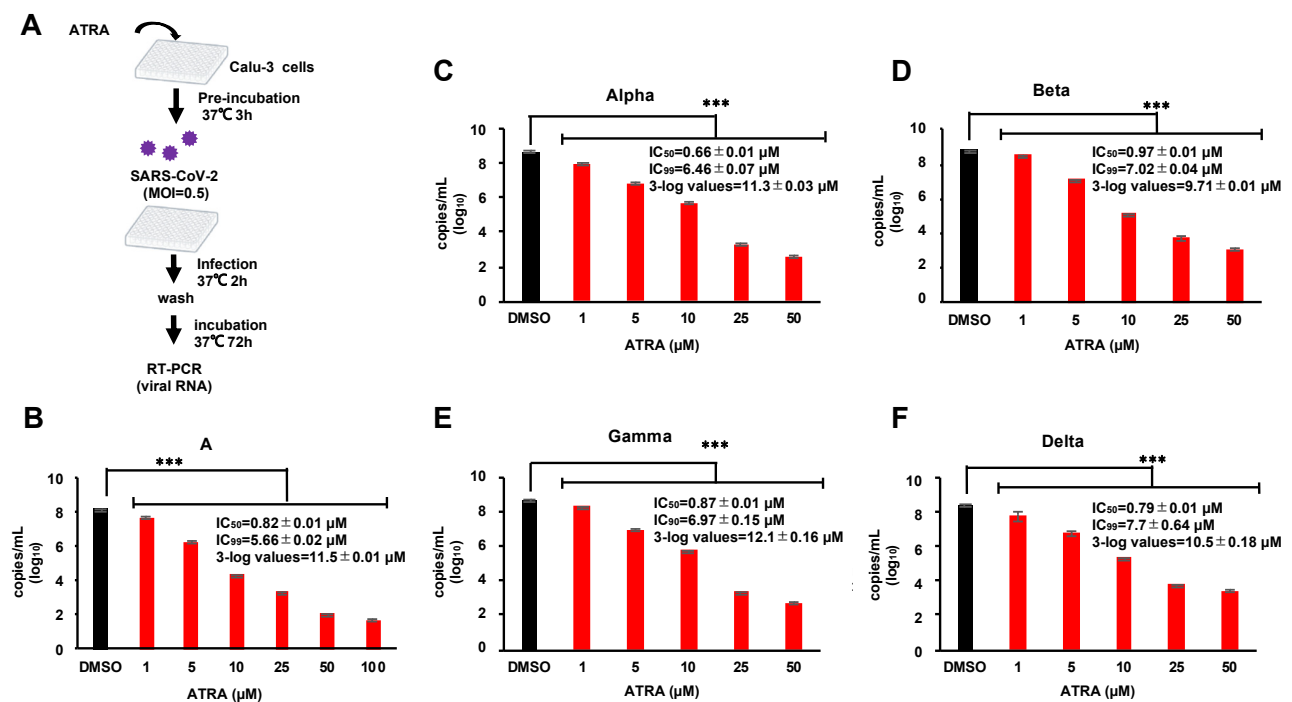 A
ATRA
Calu-3 cells
Pre-incubation
37℃ 3h
SARS-CoV-2
(MOI=0.5)
Infection
37℃ 2h
wash
incubation
37℃ 72h
RT-PCR
(viral RNA)
B
A
***
IC50=0.82±0.01 µM
IC99=5.66±0.02 µM
3-log values=11.5±0.01 µM
copies/mL
(log10)
10
8
6
4
2
0
DMSO 1 5 10 25 50 100
ATRA (µM)
C
Alpha
***
IC50=0.66±0.01 µM
IC99=6.46±0.07 µM
3-log values=11.3±0.03 µM
copies/mL
(log10)
10
8
6
4
2
0
DMSO 1 5 10 25 50
ATRA (µM)
D
Beta
***
IC50=0.97±0.01 µM
IC99=7.02±0.04 µM
3-log values=9.71±0.01 µM
copies/mL
(log10)
10
8
6
4
2
0
DMSO 1 5 10 25 50
ATRA (µM)
E
Gamma
***
IC50=0.87±0.01 µM
IC90=6.97±0.15 µM
3-log values=12.1±0.16 µM
copies/mL
(log10)
10
8
6
4
2
0
DMSO 1 5 10 25 50
ATRA (µM)
F
Delta
***
IC50=0.79±0.01 µM
IC99=7.7±0.64 µM
3-log values=10.5±0.18 µM
copies/mL
(log10)
10
8
6
4
2
0
DMSO 1 5 10 25 50
ATRA (µM)